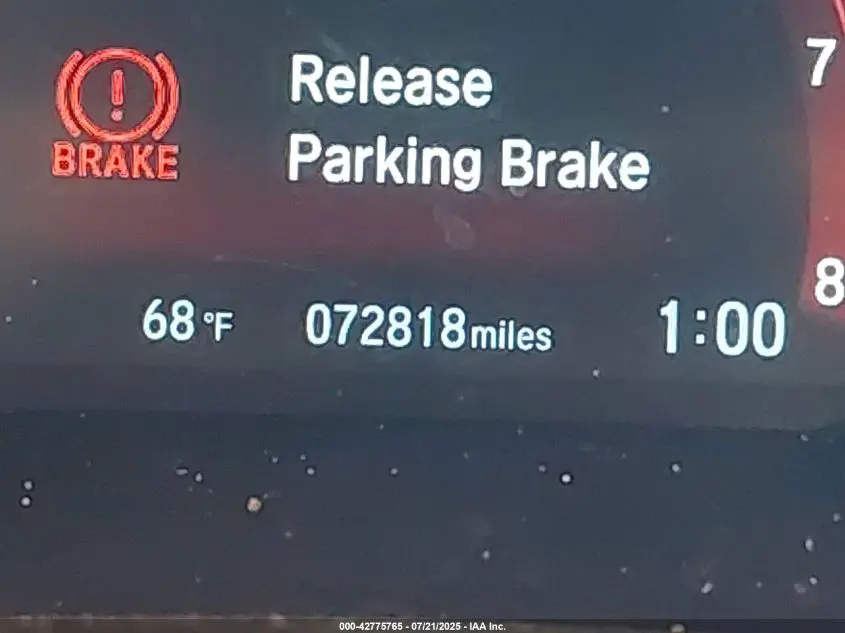 Release
Parking Brake
BRAKE
7
8
68 °F 072818 miles 1:00
000-42775765 - 07/21/2025 - IAA Inc.